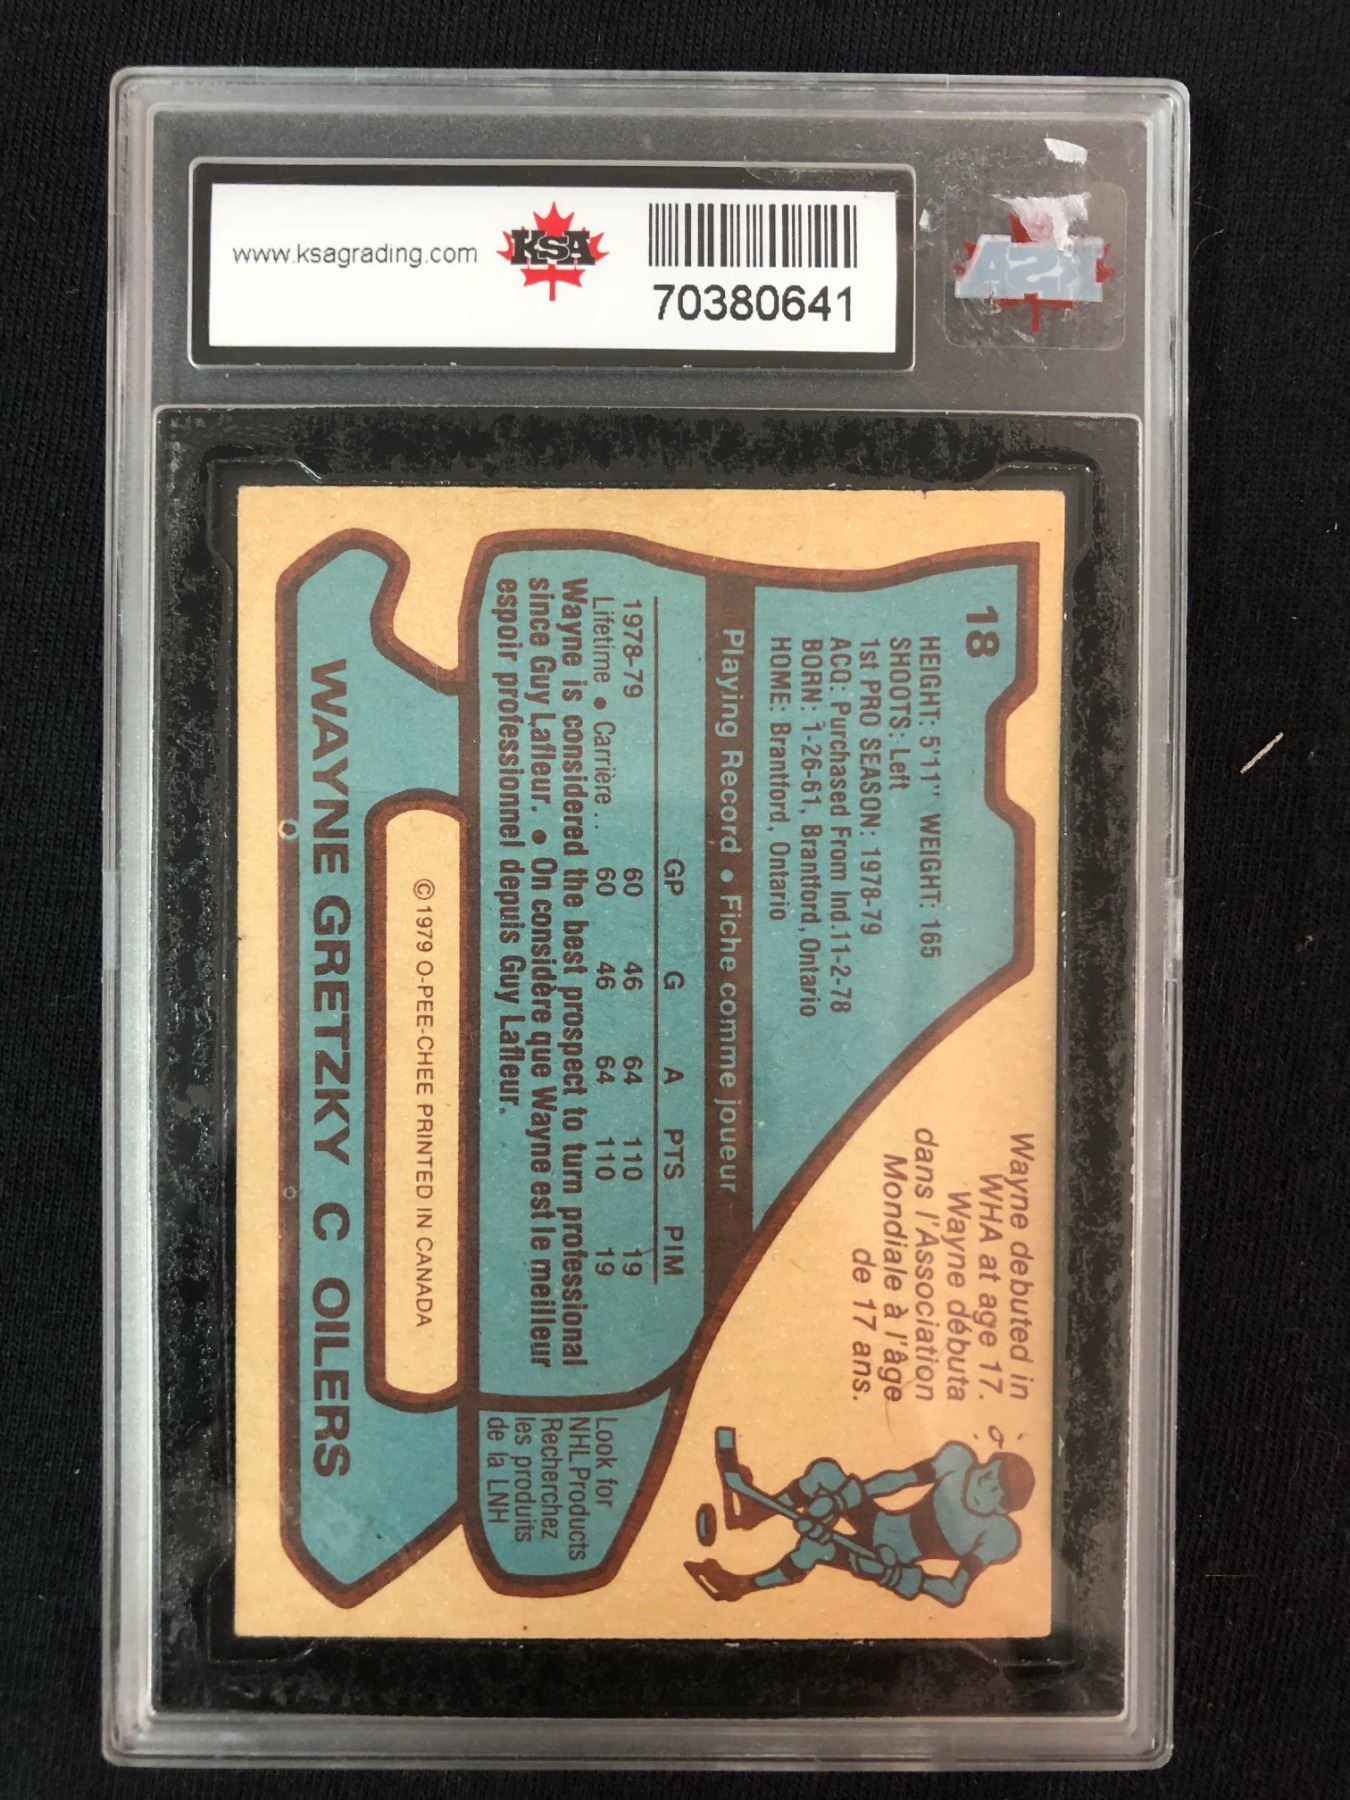 www.ksagrading.com
KSA
70380641
KSA
18
HEIGHT: 5'11" WEIGHT: 165
SHOOTS: Left
1st PRO SEASON: 1978-79
ACQ: Purchased From Ind. 11-2-78
BORN: 1-26-61, Brantford, Ontario
HOME: Brantford, Ontario
Wayne debuted in
WHA at age 17.
Wayne débuta
dans l'Association
Mondiale à l'âge
de 17 ans.
Playing Record • Fiche comme joueur
GP G A PTS PIM
1978-79 60 46 64 110 19
Lifetime • Carrière.. 60 46 64 110 19
Wayne is considered the best prospect to turn professional
since Guy Lafleur. • On considère que Wayne est le meilleur
espoir professionnel depuis Guy Lafleur.
Look for
NHL Products
Recherchez
les produits
de la LNH
©1979 O-PEE-CHEE PRINTED IN CANADA
WAYNE GRETZKY C OILERS